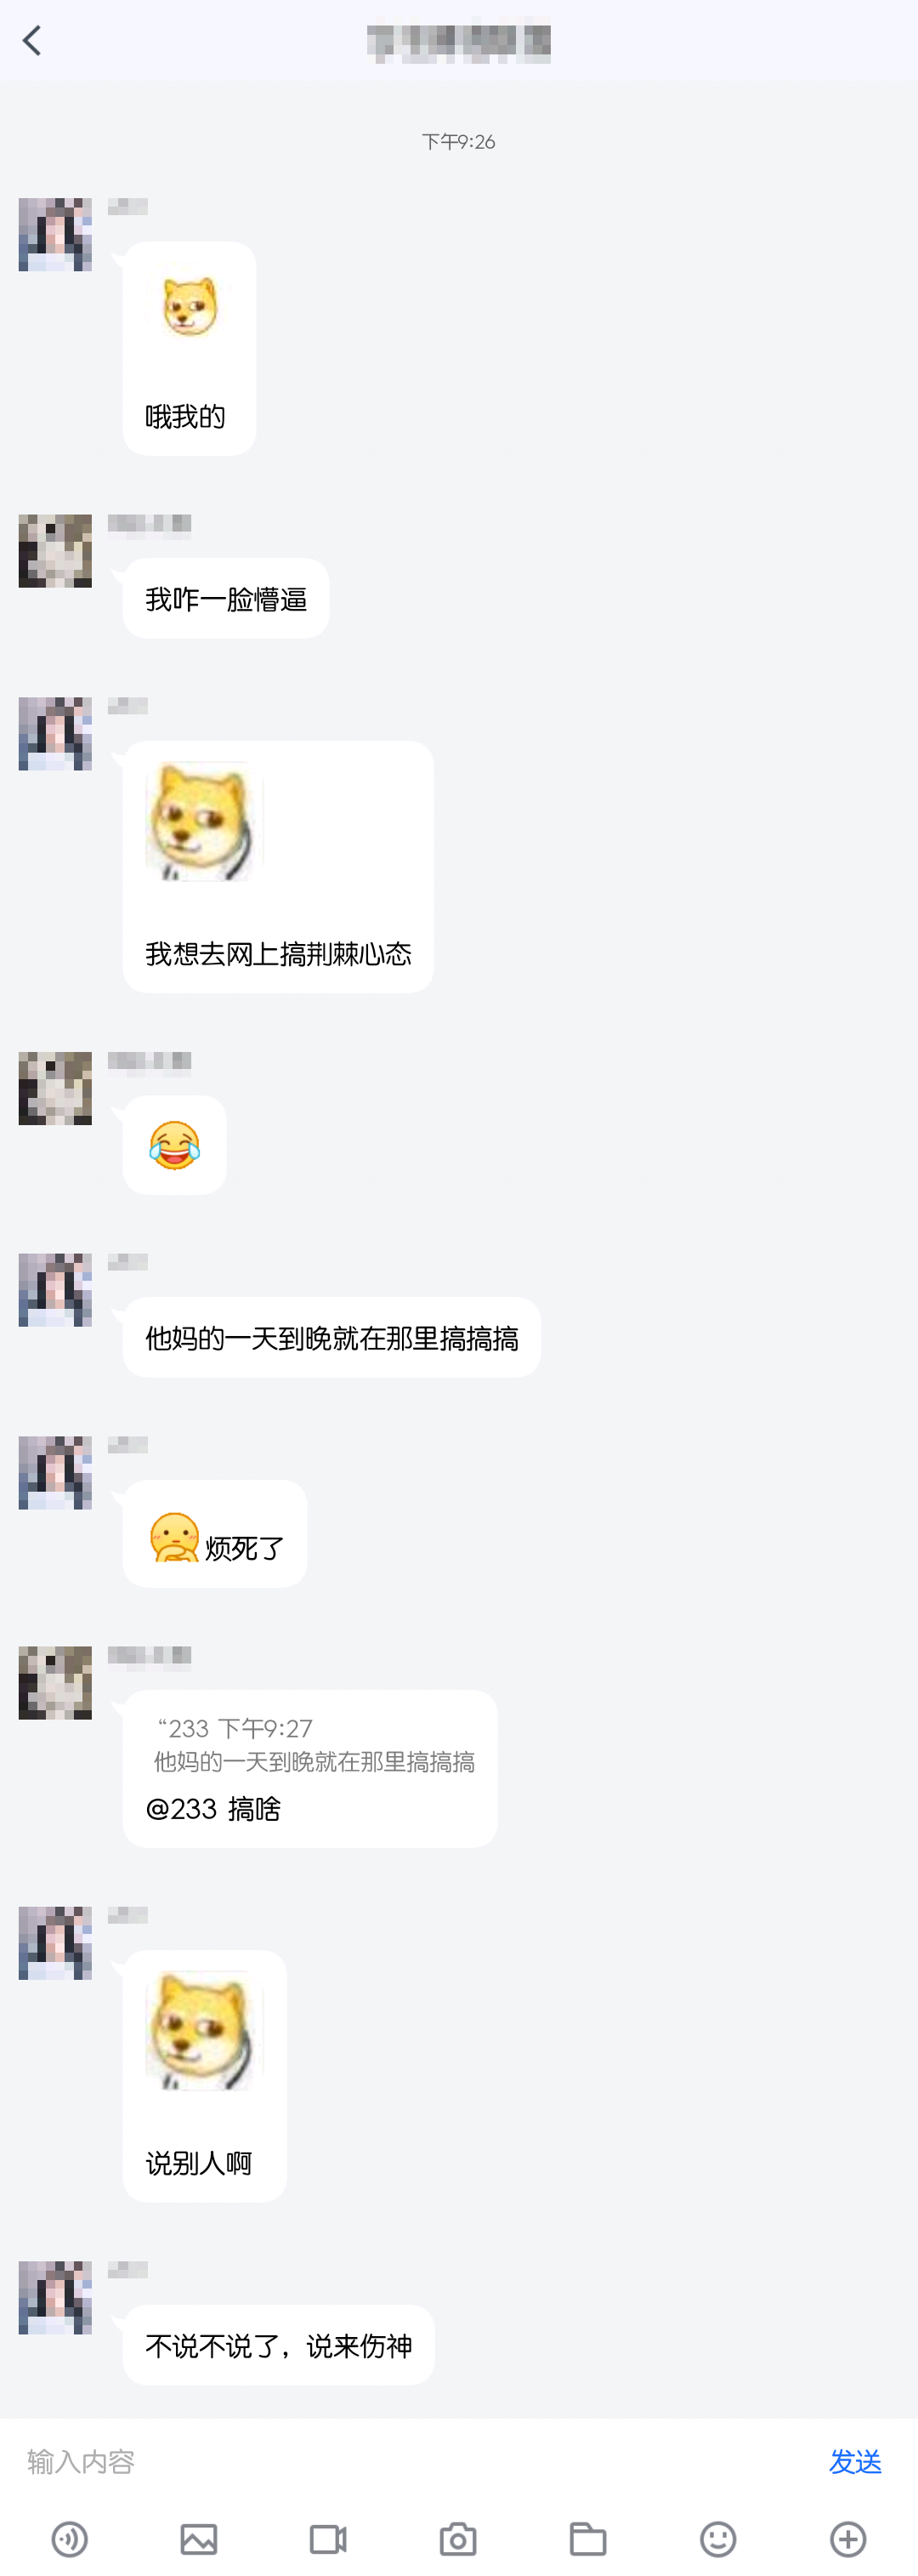 下午9:26
哦我的
我咋一脸懵逼
我想去网上搞荆棘心态
他妈的一天到晚就在那里搞搞搞
烦死了
“233 下午9:27
他妈的一天到晚就在那里搞搞搞
@233 搞啥
说别人啊
不说不说了，说来伤神
输入内容
发送